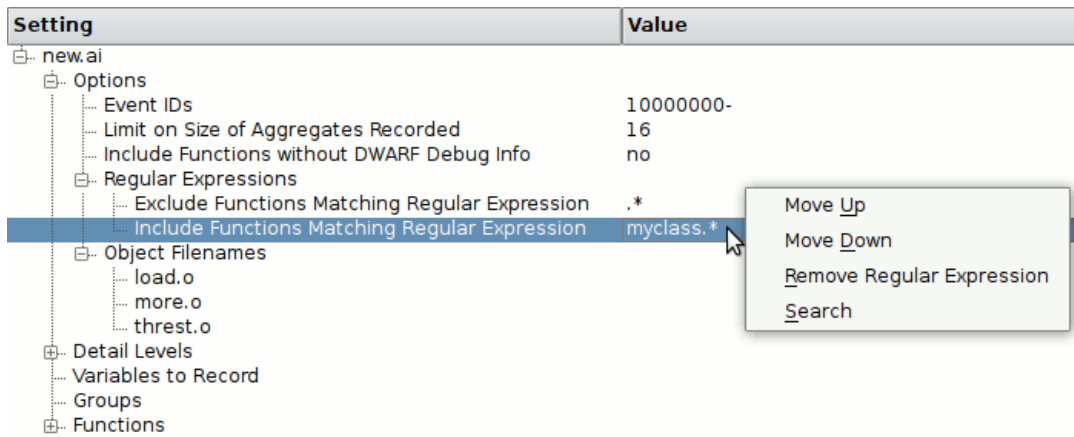 Setting Value
new.ai
Options
Event IDs 10000000-
Limit on Size of Aggregates Recorded 16
Include Functions without DWARF Debug Info no
Regular Expressions
Exclude Functions Matching Regular Expression .*
Include Functions Matching Regular Expression myclass.*
Object Filenames
load.o
more.o
threst.o
Detail Levels
Variables to Record
Groups
Functions
Move Up
Move Down
Remove Regular Expression
Search